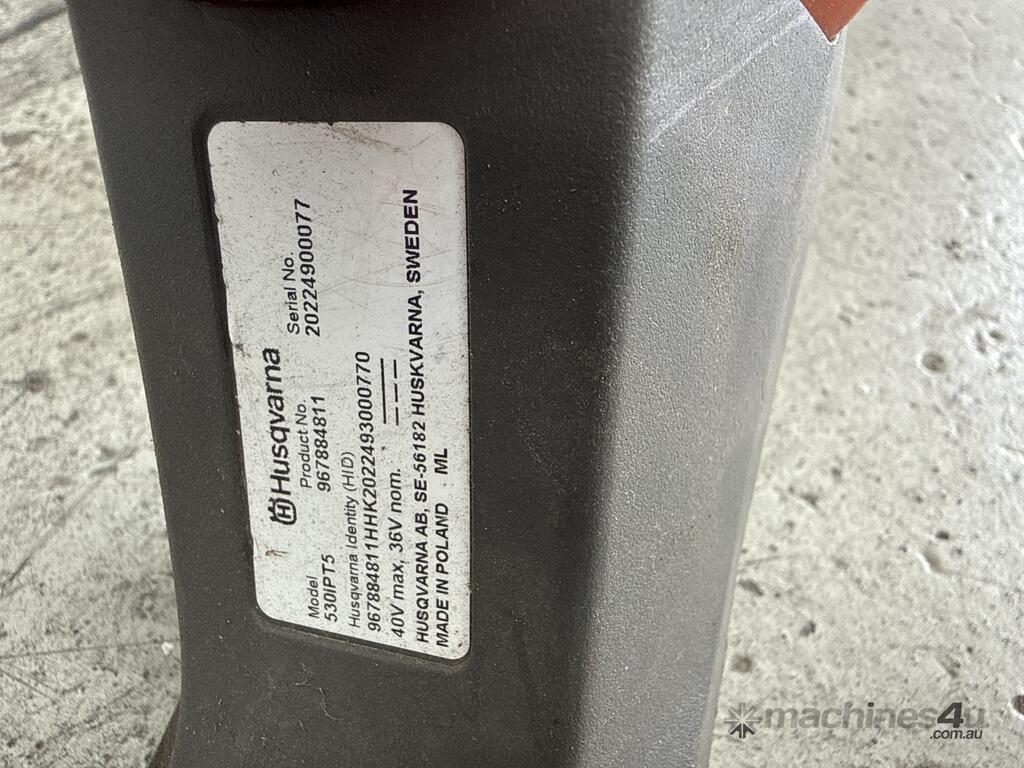 Husqvarna
Model Product No. Serial No.
530IPT5 967884811 20224900077
Husqvarna Identity (HID)
967884811HHK20224930000770
40V max, 36V nom.
HUSQVARNA AB, SE-56182 HUSKVARNA, SWEDEN
MADE IN POLAND ML
machines4u
.com.au